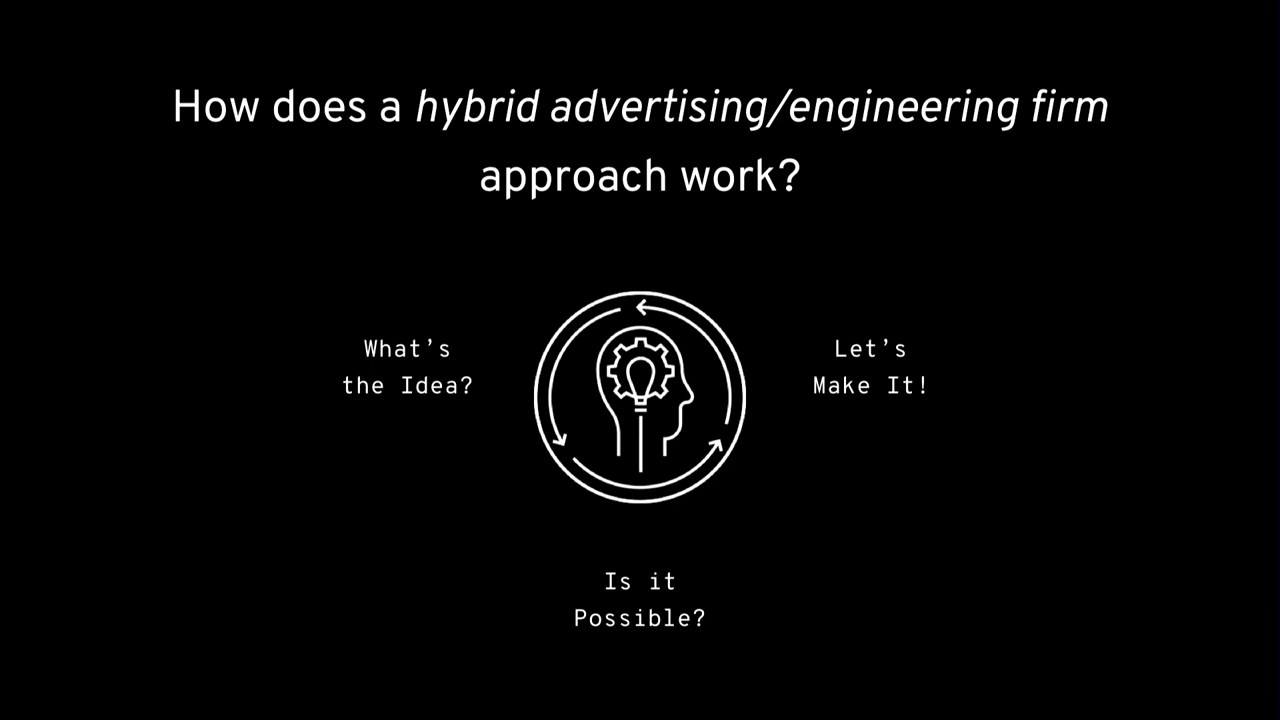 How does a hybrid advertising/engineering firm
approach work?
What’s
the Idea?
Let’s
Make It!
Is it
Possible?